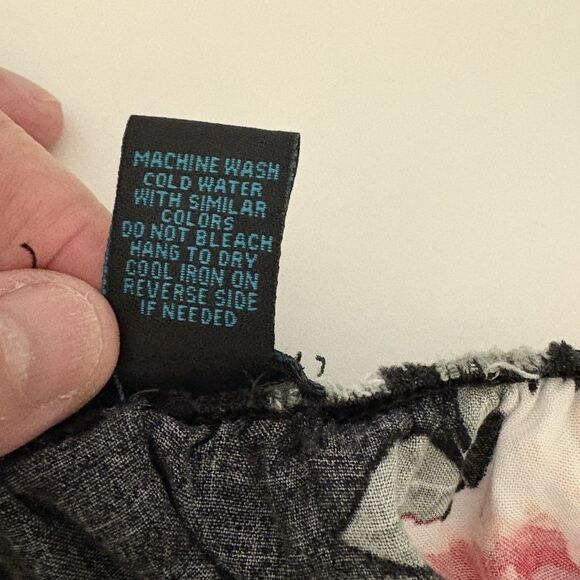 MACHINE WASH
COLD WATER
WITH SIMILAR
COLORS
DO NOT BLEACH
HANG TO DRY
COOL IRON ON
REVERSE SIDE
IF NEEDED